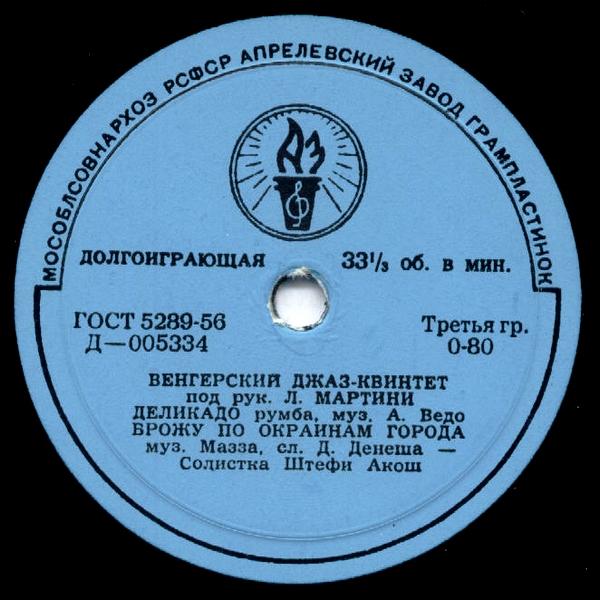 МОСОБЛСОВНАРХОЗ РСФСР АПРЕЛЕВСКИЙ ЗАВОД ГРАМПЛАСТИНОК
АЗ
ДОЛГОИГРАЮЩАЯ 33⅓ об. в мин.
ГОСТ 5289-56 Третья гр.
Д—005334 0-80
ВЕНГЕРСКИЙ ДЖАЗ-КВИНТЕТ
под рук. Л. МАРТИНИ
ДЕЛИКАДО румба, муз. А. Ведо
БРОЖУ ПО ОКРАИНАМ ГОРОДА
муз. Мазза, сл. Д. Денеша —
Солистка Штефи Акош